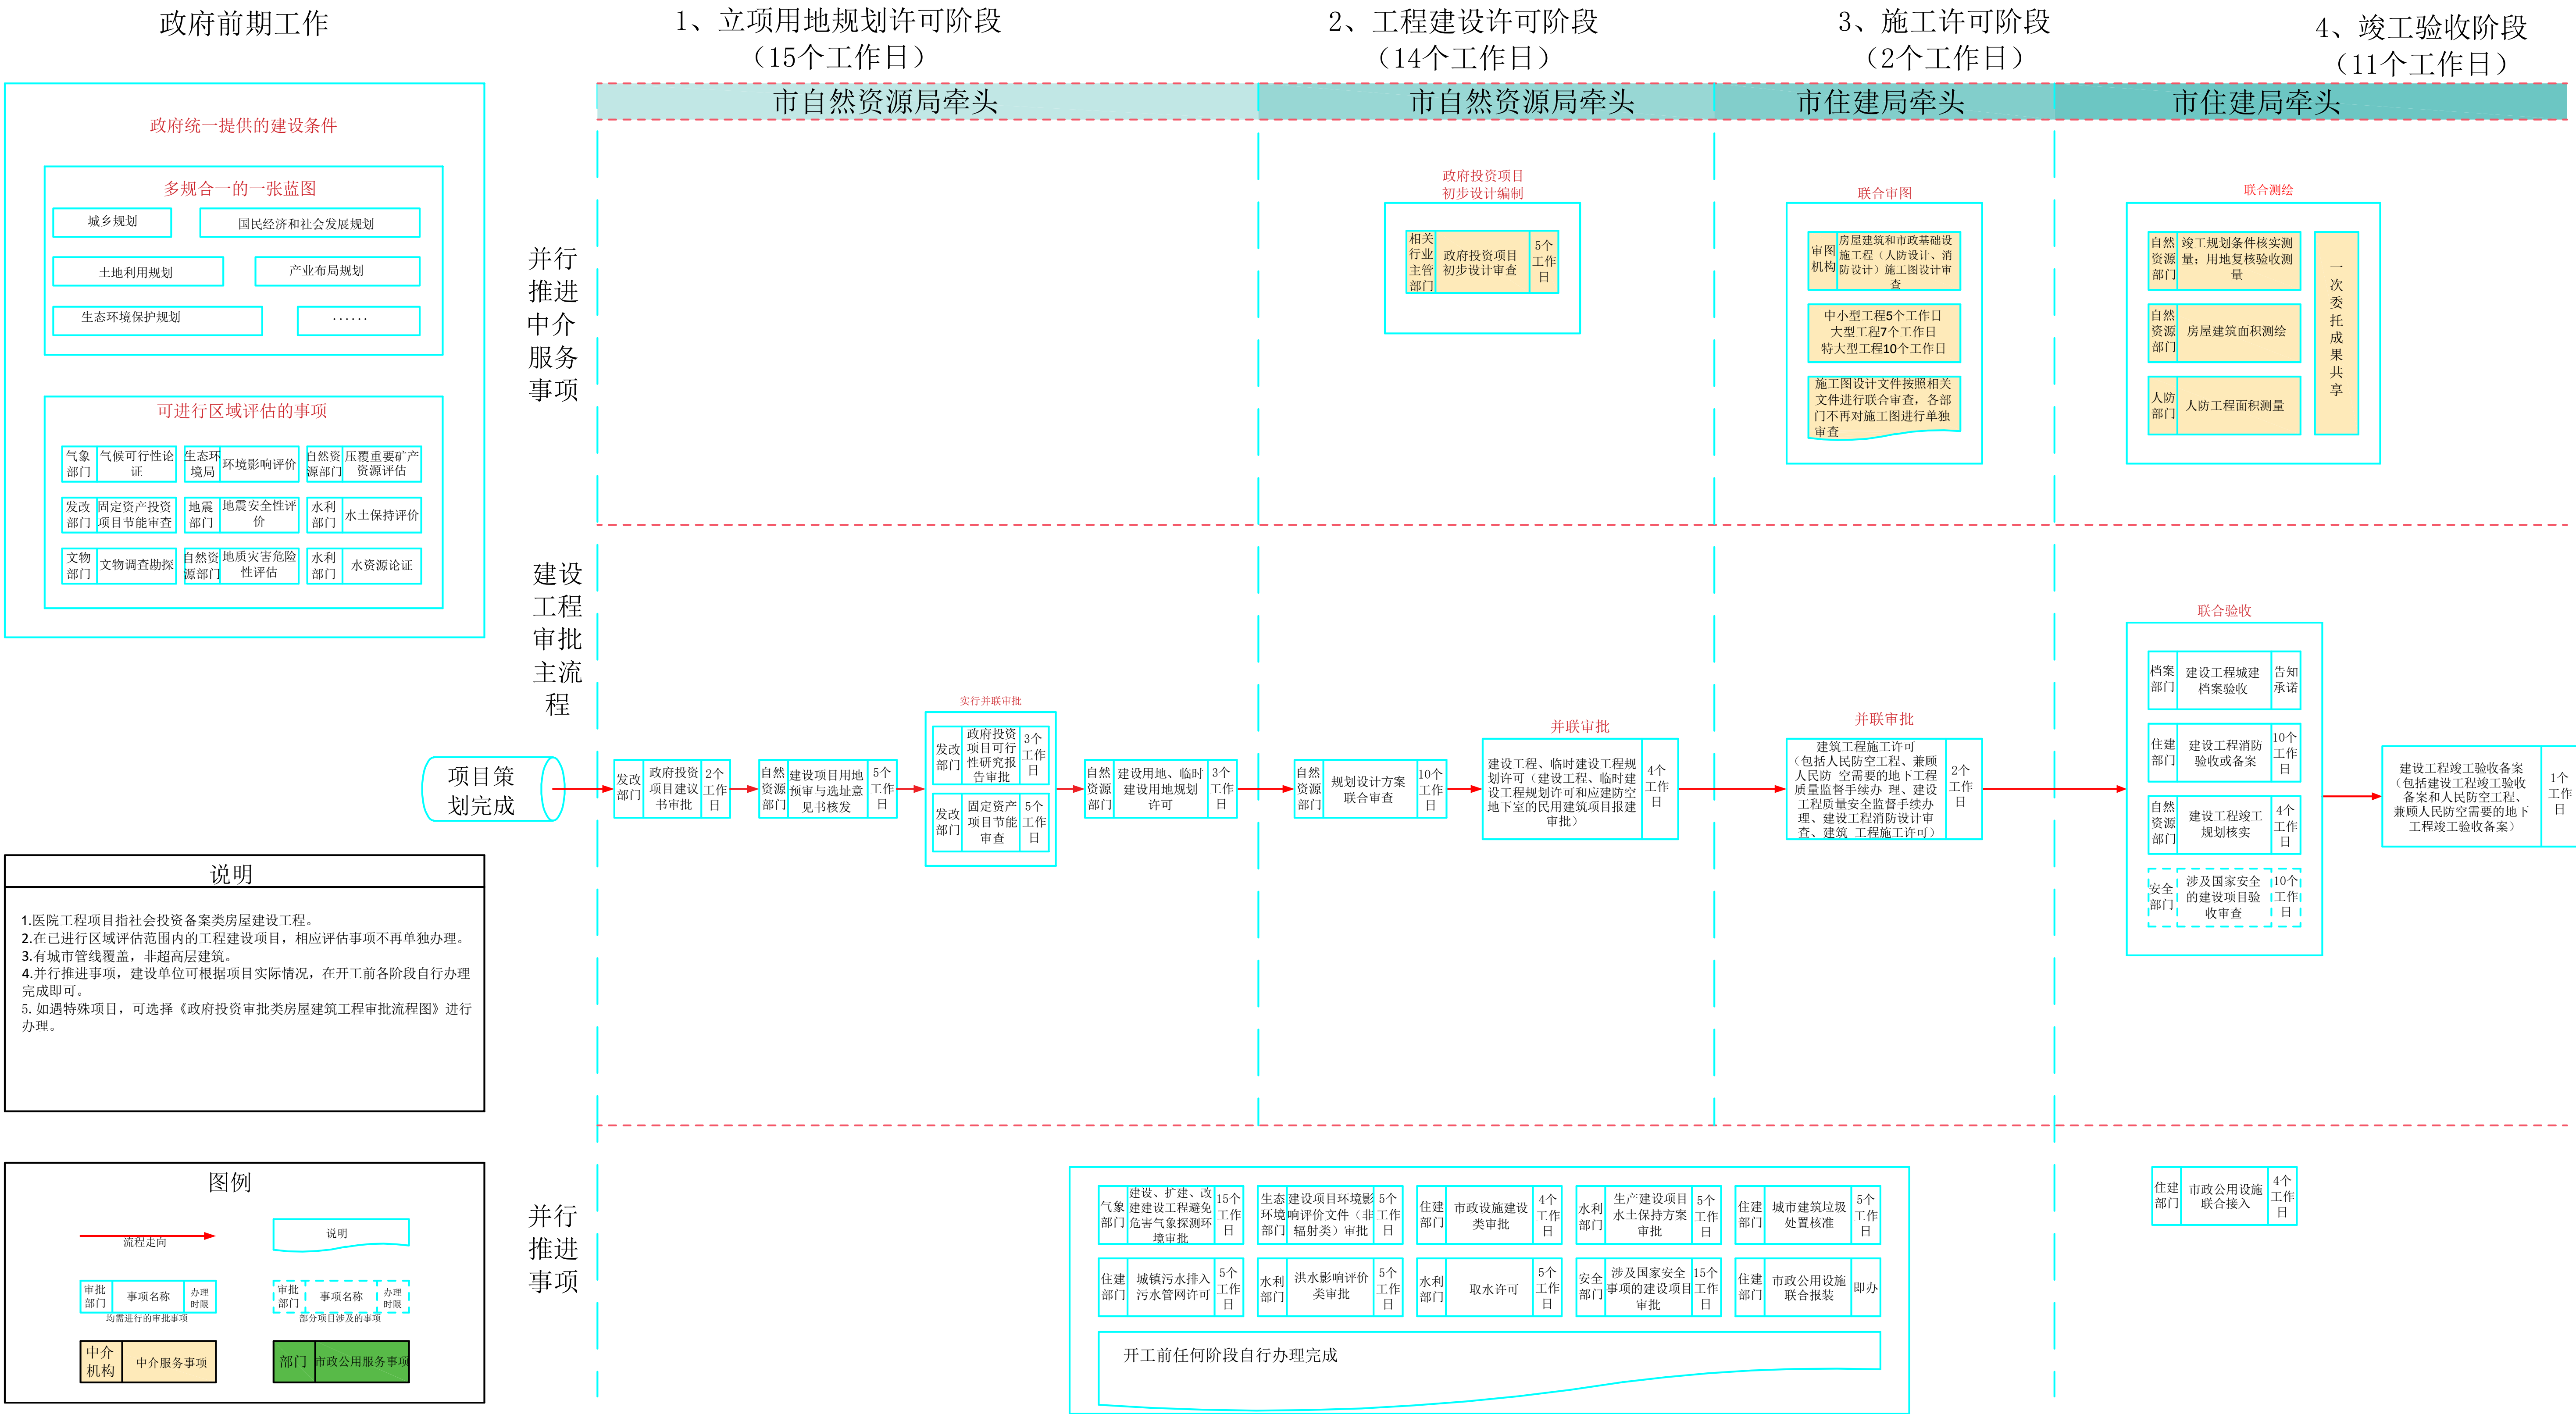 政府前期工作
1、立项用地规划许可阶段
（15个工作日）
2、工程建设许可阶段
（14个工作日）
3、施工许可阶段
（2个工作日）
4、竣工验收阶段
（11个工作日）
市自然资源局牵头
市自然资源局牵头
市住建局牵头
市住建局牵头
政府统一提供的建设条件
多规合一的一张蓝图
城乡规划
国民经济和社会发展规划
土地利用规划
产业布局规划
生态环境保护规划
······
可进行区域评估的事项
气象
部门
气候可行性论
证
生态环
境局
环境影响评价
自然资
源部门
压覆重要矿产
资源评估
发改
部门
固定资产投资
项目节能审查
地震
部门
地震安全性评
价
水利
部门
水土保持评价
文物
部门
文物调查勘探
自然资
源部门
地质灾害危险
性评估
水利
部门
水资源论证
并行
推进
中介
服务
事项
政府投资项目
初步设计编制
相关
行业
主管
部门
政府投资项目
初步设计审查
5个
工作
日
联合审图
审图
机构
房屋建筑和市政基础设
施工程（人防设计、消
防设计）施工图设计审
查
中小型工程5个工作日
大型工程7个工作日
特大型工程10个工作日
施工图设计文件按照相关
文件进行联合审查，各部
门不再对施工图进行单独
审查
联合测绘
自然
资源
部门
竣工规划条件核实测
量；用地复核验收测
量
自然
资源
部门
房屋建筑面积测绘
人防
部门
人防工程面积测量
一
次
委
托
成
果
共
享
建设
工程
审批
主流
程
项目策
划完成
发改
部门
政府投资
项目建议
书审批
2个
工作
日
自然
资源
部门
建设项目用地
预审与选址意
见书核发
5个
工作
日
实行并联审批
发改
部门
政府投资
项目可行
性研究报
告审批
3个
工作
日
发改
部门
固定资产
项目节能
审查
5个
工作
日
自然
资源
部门
建设用地、临时
建设用地规划
许可
3个
工作
日
自然
资源
部门
规划设计方案
联合审查
10个
工作
日
并联审批
建设工程、临时建设工程规
划许可（建设工程、临时建
设工程规划许可和应建防空
地下室的民用建筑项目报建
审批）
4个
工作
日
并联审批
建筑工程施工许可
（包括人民防空工程、兼顾
人民防 空需要的地下工程
质量监督手续办 理、建设
工程质量安全监督手续办
理、建设工程消防设计审
查、建筑 工程施工许可）
2个
工作
日
联合验收
档案
部门
建设工程城建
档案验收
告知
承诺
住建
部门
建设工程消防
验收或备案
10个
工作
日
自然
资源
部门
建设工程竣工
规划核实
4个
工作
日
安全
部门
涉及国家安全
的建设项目验
收审查
10个
工作
日
建设工程竣工验收备案
（包括建设工程竣工验收
备案和人民防空工程、
兼顾人民防空需要的地下
工程竣工验收备案）
1个
工作
日
说明
1.医院工程项目指社会投资备案类房屋建设工程。
2.在已进行区域评估范围内的工程建设项目，相应评估事项不再单独办理。
3.有城市管线覆盖，非超高层建筑。
4.并行推进事项，建设单位可根据项目实际情况，在开工前各阶段自行办理
完成即可。
5.如遇特殊项目，可选择《政府投资审批类房屋建筑工程审批流程图》进行
办理。
图例
流程走向
说明
审批
部门
事项名称
办理
时限
均需进行的审批事项
审批
部门
事项名称
办理
时限
部分项目涉及的事项
中介
机构
中介服务事项
部门
市政公用服务事项
并行
推进
事项
气象
部门
建设、扩建、改
建建设工程避免
危害气象探测环
境审批
15个
工作
日
生态
环境
部门
建设项目环境影
响评价文件（非
辐射类）审批
5个
工作
日
住建
部门
市政设施建设
类审批
4个
工作
日
水利
部门
生产建设项目
水土保持方案
审批
5个
工作
日
住建
部门
城市建筑垃圾
处置核准
5个
工作
日
住建
部门
城镇污水排入
污水管网许可
5个
工作
日
水利
部门
洪水影响评价
类审批
5个
工作
日
水利
部门
取水许可
5个
工作
日
安全
部门
涉及国家安全
事项的建设项目
审批
15个
工作
日
住建
部门
市政公用设施
联合报装
即办
开工前任何阶段自行办理完成
住建
部门
市政公用设施
联合接入
4个
工作
日